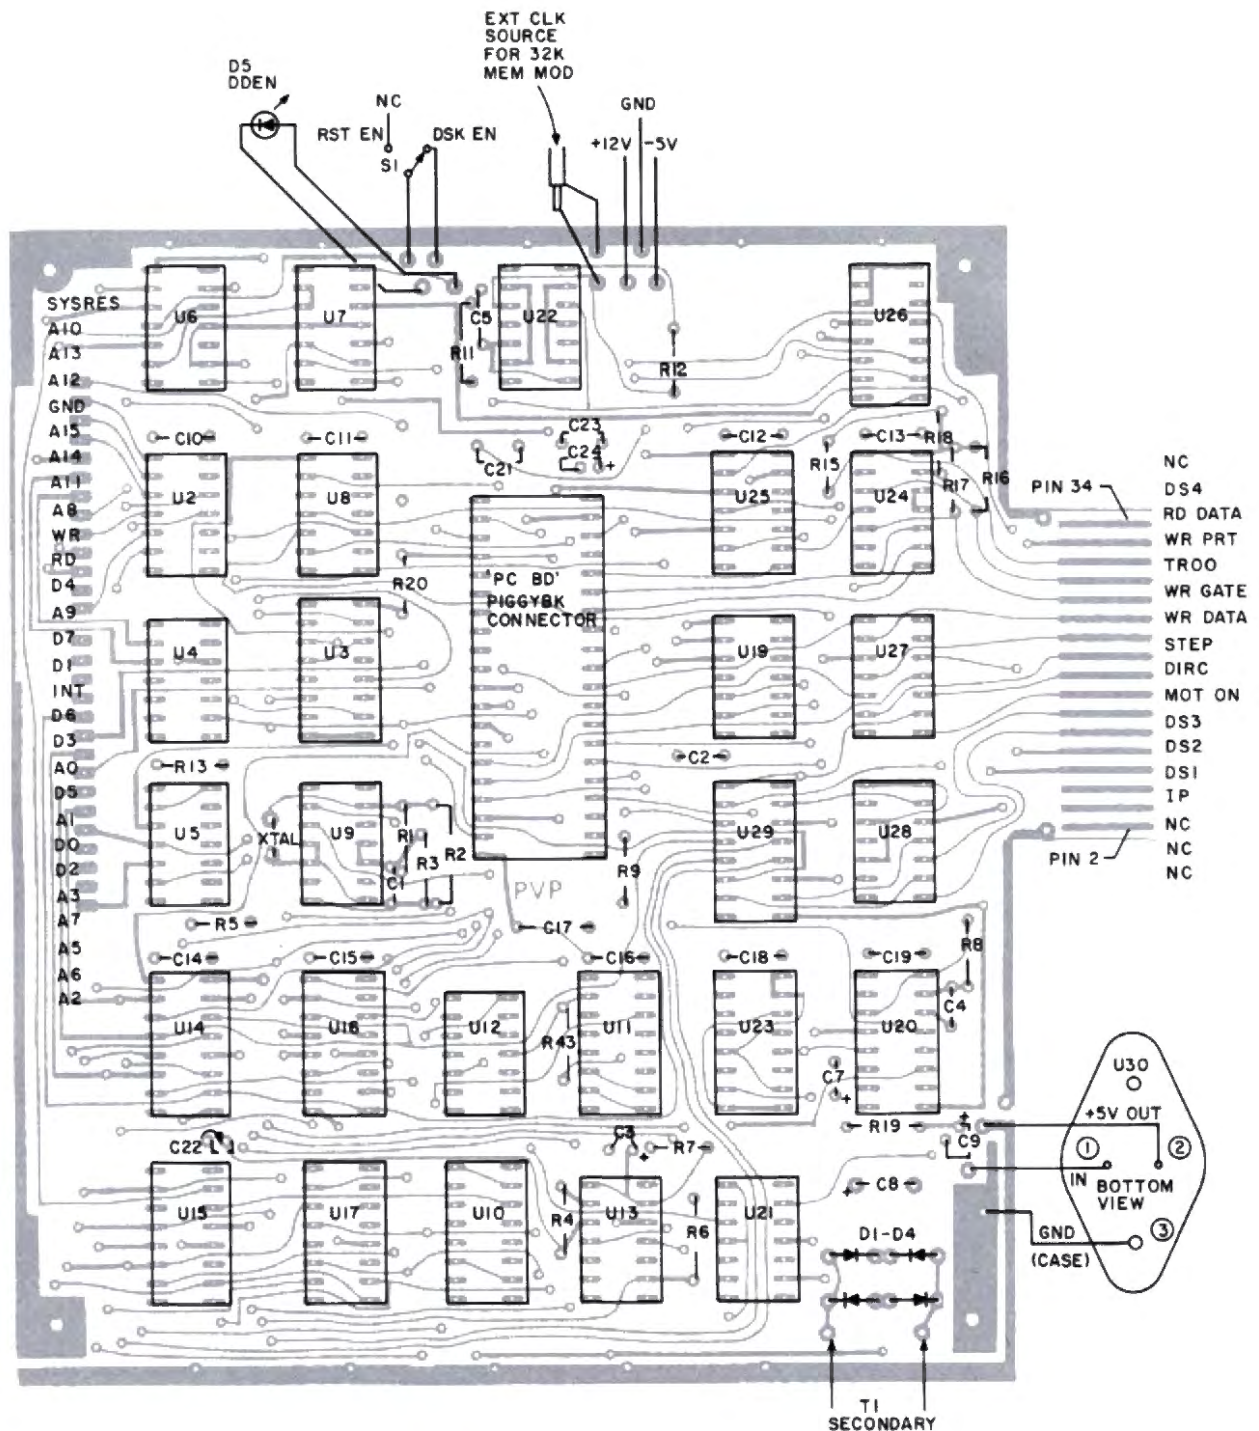 EXT CLK
SOURCE
FOR 32K
MEM MOD
D5
DDEN
NC
RST EN
DSK EN
S1
GND
+12V
-5V
SYSRES
A10
A13
A12
GND
A15
A14
A11
A8
WR
RD
D4
A9
D7
D1
INT
D6
D3
A0
D5
A1
D0
D2
A3
A7
A5
A6
A2
U6
U7
C5
R11
U22
R12
U26
C10
C11
C21
C23
C24
+
C12
R15
C13
R18
R17
R16
U2
U8
U25
U24
R20
'PC BD'
PIGGYBK
CONNECTOR
U4
U3
U19
U27
R13
C2
U5
XTAL
U9
R1
C1
R3
R2
R9
U29
U28
PVP
R5
C17
R8
C14
C15
C16
C18
C19
U14
U16
U12
R43
U11
U23
U20
C4
C7
+
C22
C3
+
R7
R19
+
C9
U15
U17
U10
R4
U13
R6
U21
+
C8
D1-D4
T1
SECONDARY
PIN 34
NC
DS4
RD DATA
WR PRT
TROO
WR GATE
WR DATA
STEP
DIRC
MOT ON
DS3
DS2
DS1
IP
NC
NC
NC
PIN 2
U30
+5V OUT
1
2
IN
BOTTOM
VIEW
GND
(CASE)
3